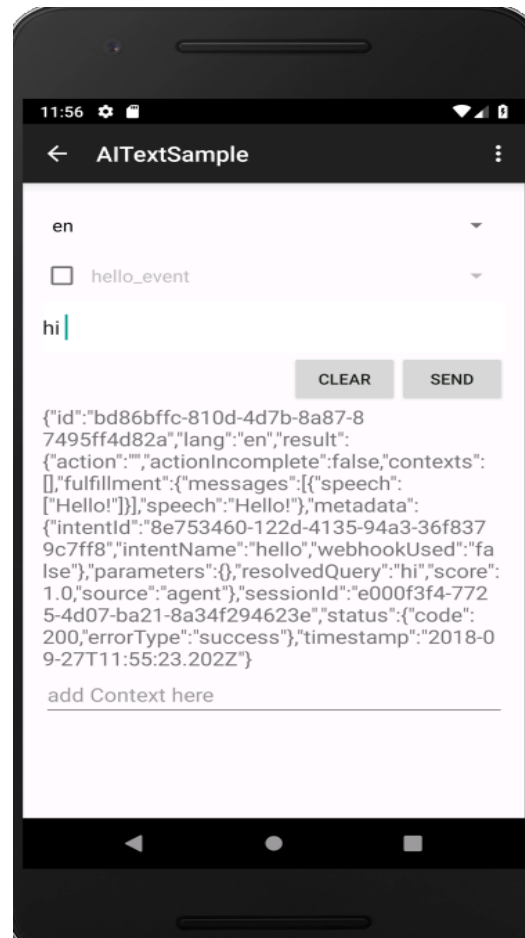 11:56
AITextSample
en
hello_event
hi
CLEAR SEND
{"id":"bd86bffc-810d-4d7b-8a87-8
7495ff4d82a","lang":"en","result":
{"action":"","actionIncomplete":false,"contexts":
[],"fulfillment":{"messages":[{"speech":
["Hello!"]}],"speech":"Hello!"},"metadata":
{"intentId":"8e753460-122d-4135-94a3-36f837
9c7ff8","intentName":"hello","webhookUsed":"fa
lse"},"parameters":{},"resolvedQuery":"hi","score":
1.0,"source":"agent"},"sessionId":"e000f3f4-772
5-4d07-ba21-8a34f294623e","status":{"code":
200,"errorType":"success"},"timestamp":"2018-0
9-27T11:55:23.202Z"}
add Context here